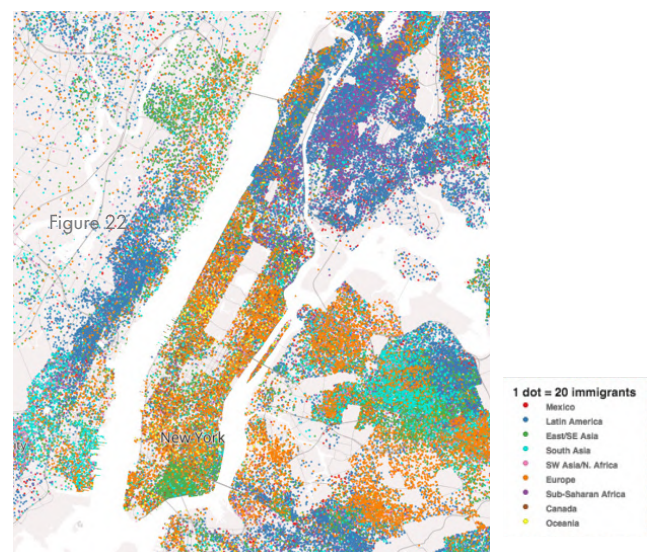 Figure 22
New York
1 dot = 20 immigrants
Mexico
Latin America
East/SE Asia
South Asia
SW Asia/N. Africa
Europe
Sub-Saharan Africa
Canada
Oceania